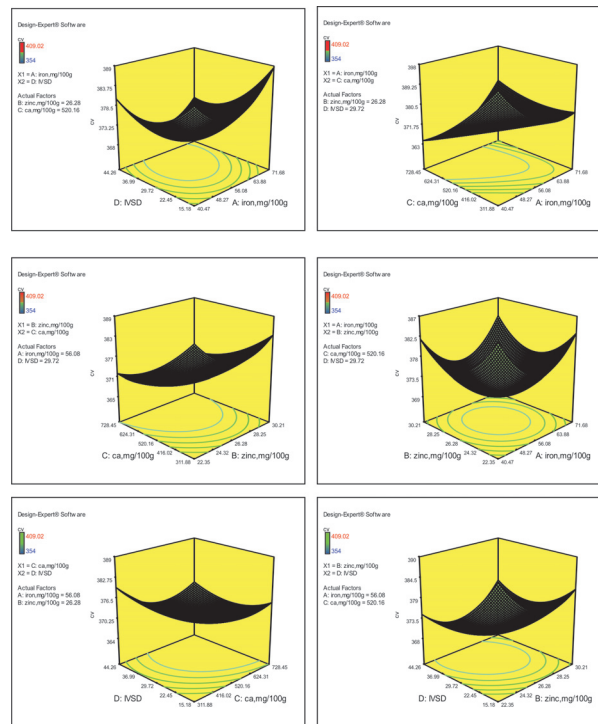 Design-Expert® Software
cv
409.02
354
X1 = A: iron,mg/100g
X2 = D: IVSD
Actual Factors
B: zinc,mg/100g = 26.28
C: ca,mg/100g = 520.16
389
383.75
378.5
373.25
368
cv
44.26
36.99
29.72
22.45
15.18
40.47
48.27
56.08
63.88
71.68
D: IVSD
A: iron,mg/100g
Design-Expert® Software
cv
409.02
354
X1 = A: iron,mg/100g
X2 = C: ca,mg/100g
Actual Factors
B: zinc,mg/100g = 26.28
D: IVSD = 29.72
398
389.25
380.5
371.75
363
cv
728.45
624.31
520.16
416.02
311.88
40.47
48.27
56.08
63.88
71.68
C: ca,mg/100g
A: iron,mg/100g
Design-Expert® Software
cv
409.02
354
X1 = B: zinc,mg/100g
X2 = C: ca,mg/100g
Actual Factors
A: iron,mg/100g = 56.08
D: IVSD = 29.72
389
383
377
371
365
cv
728.45
624.31
520.16
416.02
311.88
22.35
24.32
26.28
28.25
30.21
C: ca,mg/100g
B: zinc,mg/100g
Design-Expert® Software
cv
409.02
354
X1 = A: iron,mg/100g
X2 = B: zinc,mg/100g
Actual Factors
C: ca,mg/100g = 520.16
D: IVSD = 29.72
387
382.5
378
373.5
369
cv
30.21
28.25
26.28
24.32
22.35
40.47
48.27
56.08
63.88
71.68
B: zinc,mg/100g
A: iron,mg/100g
Design-Expert® Software
cv
409.02
354
X1 = C: ca,mg/100g
X2 = D: IVSD
Actual Factors
A: iron,mg/100g = 56.08
B: zinc,mg/100g = 26.28
389
382.75
376.5
370.25
364
cv
44.26
36.99
29.72
22.45
15.18
311.88
416.02
520.16
624.31
728.45
D: IVSD
C: ca,mg/100g
Design-Expert® Software
cv
409.02
354
X1 = B: zinc,mg/100g
X2 = D: IVSD
Actual Factors
A: iron,mg/100g = 56.08
C: ca,mg/100g = 520.16
390
384.5
379
373.5
368
cv
44.26
36.99
29.72
22.45
15.18
22.35
24.32
26.28
28.25
30.21
D: IVSD
B: zinc,mg/100g